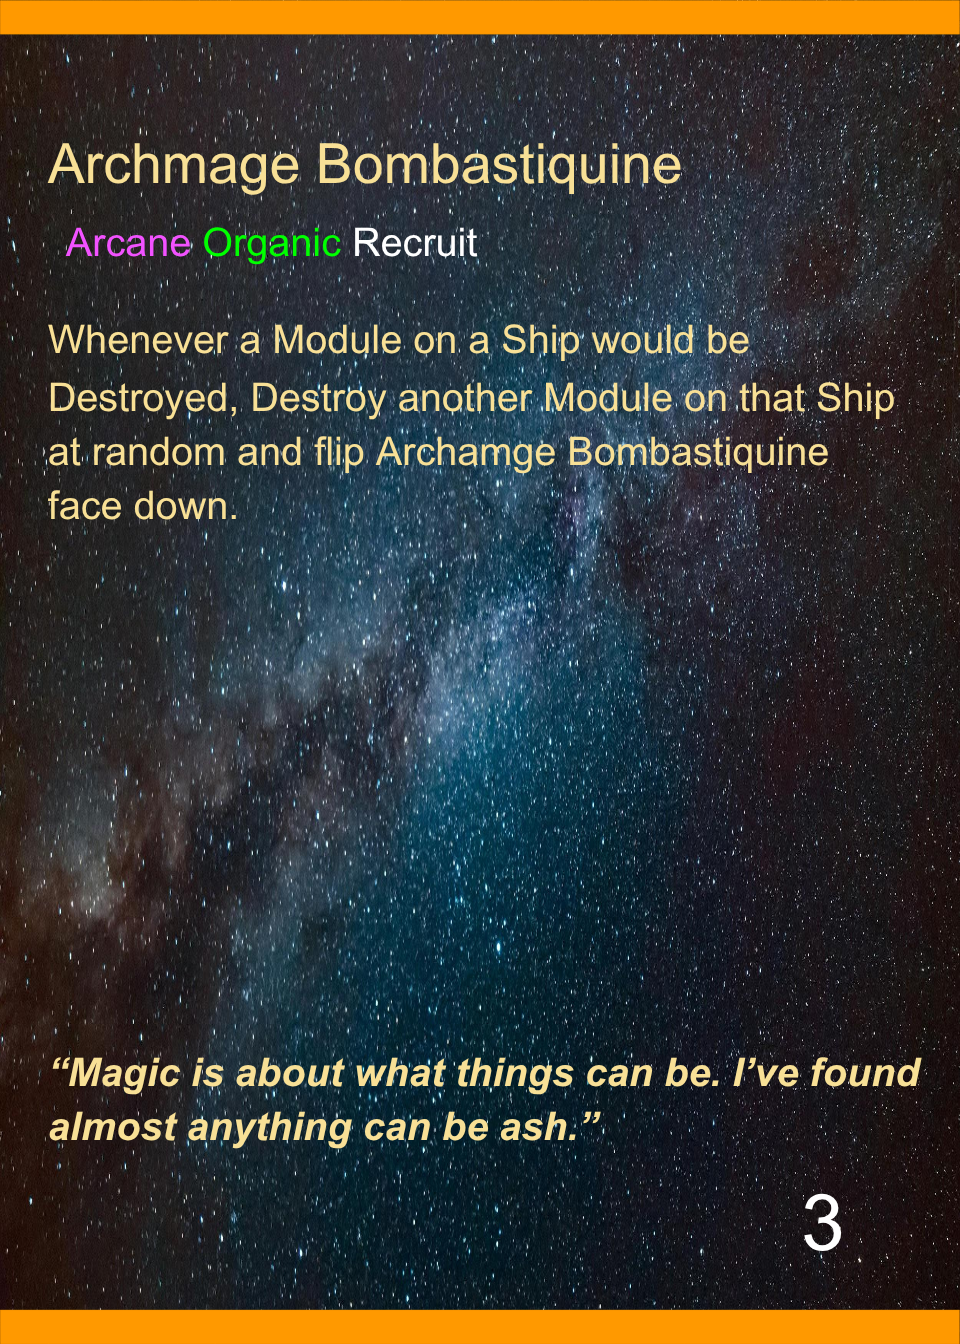 Archmage Bombastiquine
Arcane Organic Recruit
Whenever a Module on a Ship would be
Destroyed, Destroy another Module on that Ship
at random and flip Archamge Bombastiquine
face down.
“Magic is about what things can be. I’ve found
almost anything can be ash.”
3